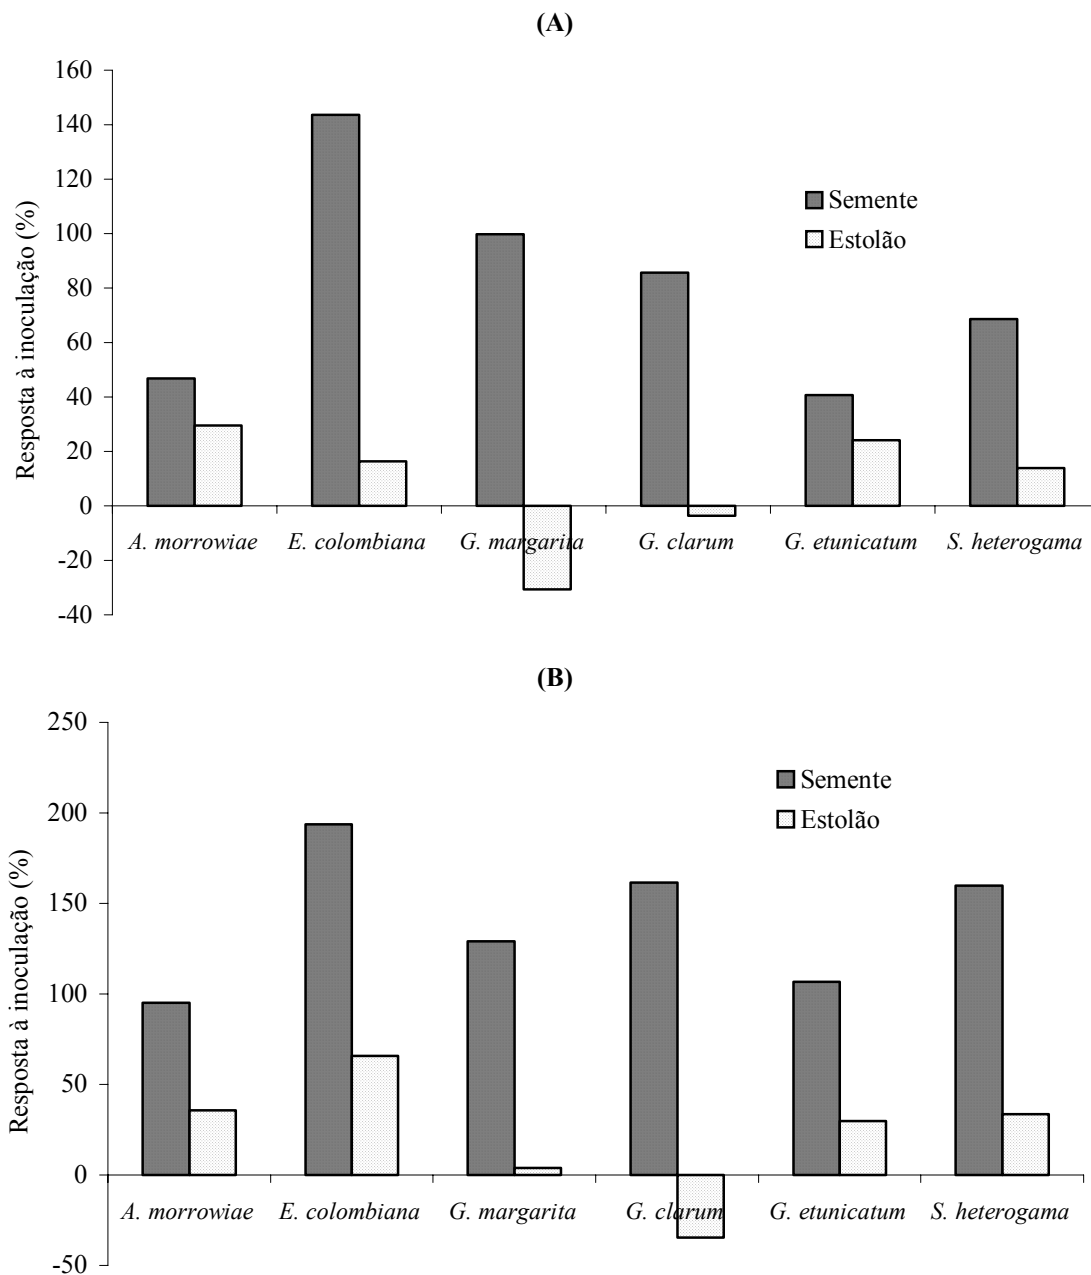 (A)
160
140
120
100
80
60
40
20
0
-20
-40
Resposta à inoculação (%)
Semente
Estolão
A. morrowiae E. colombiana G. margarita G. clarum G. etunicatum S. heterogama
(B)
250
200
150
100
50
0
-50
Resposta à inoculação (%)
Semente
Estolão
A. morrowiae E. colombiana G. margarita G. clarum G. etunicatum S. heterogama